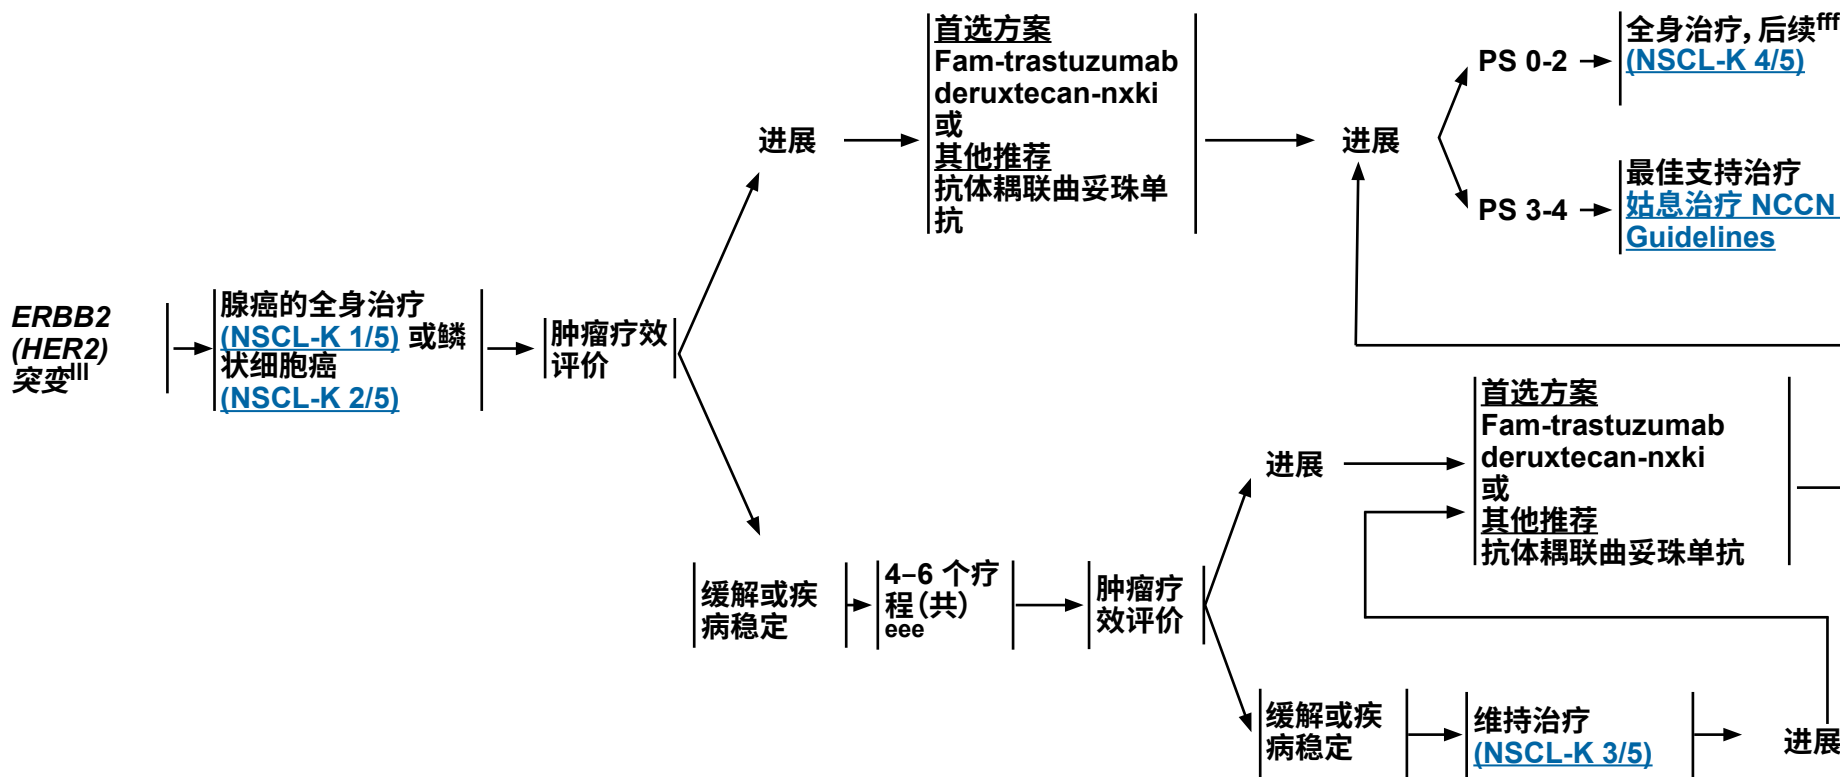 ERBB2
(HER2)
突变lll
腺癌的全身治疗
(NSCL-K 1/5) 或鳞
状细胞癌
(NSCL-K 2/5)
肿瘤疗效
评价
进展
首选方案
Fam-trastuzumab
deruxtecan-nxki
或
其他推荐
抗体耦联曲妥珠单
抗
进展
PS 0-2
全身治疗, 后续fff
(NSCL-K 4/5)
PS 3-4
最佳支持治疗
姑息治疗 NCCN
Guidelines
缓解或疾
病稳定
4–6 个疗
程(共)
eee
肿瘤疗
效评价
进展
首选方案
Fam-trastuzumab
deruxtecan-nxki
或
其他推荐
抗体耦联曲妥珠单抗
缓解或疾
病稳定
维持治疗
(NSCL-K 3/5)
进展